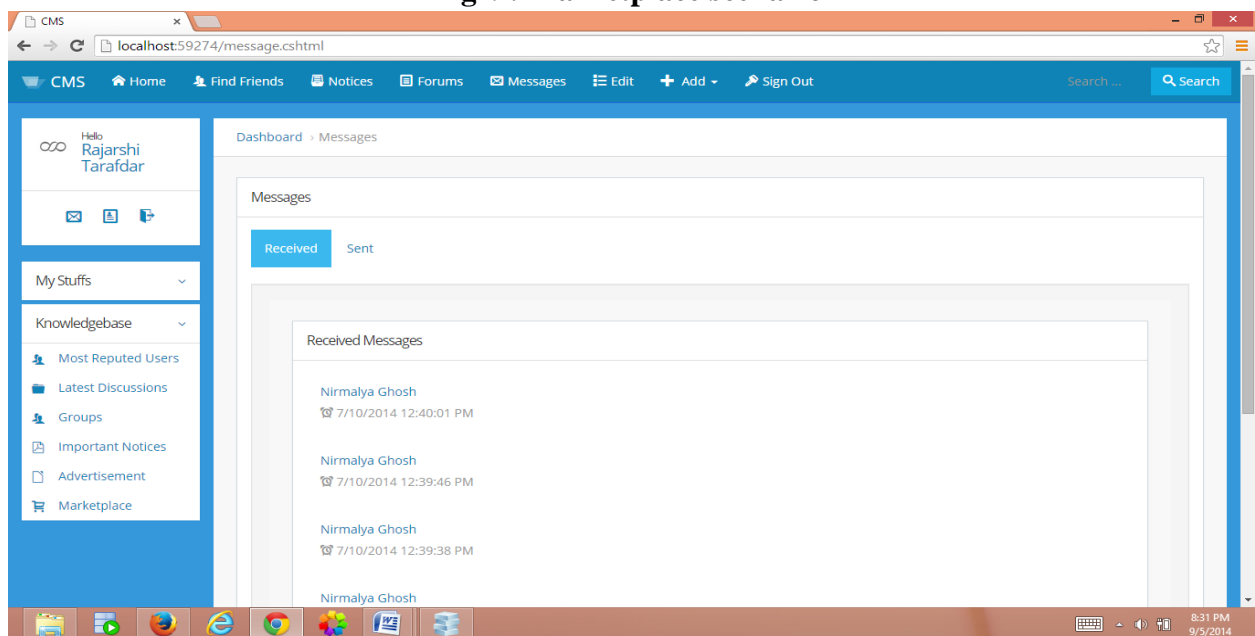 CMS
localhost:59274/message.cshtml
CMS Home Find Friends Notices Forums Messages Edit Add Sign Out Search ... Search
Hello
Rajarshi
Tarafdar
Dashboard › Messages
Messages
Received Sent
My Stuffs
Knowledgebase
Most Reputed Users
Latest Discussions
Groups
Important Notices
Advertisement
Marketplace
Received Messages
Nirmalya Ghosh
7/10/2014 12:40:01 PM
Nirmalya Ghosh
7/10/2014 12:39:46 PM
Nirmalya Ghosh
7/10/2014 12:39:38 PM
Nirmalya Ghosh
8:31 PM
9/5/2014